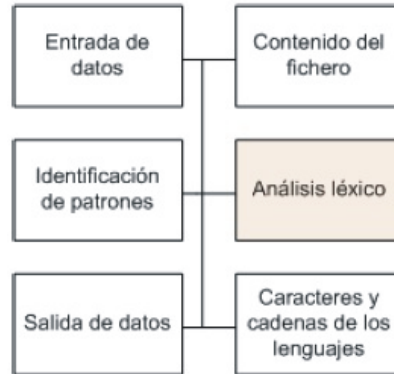 Entrada de
datos
Contenido del
fichero
Identificación
de patrones
Análisis léxico
Salida de datos
Caracteres y
cadenas de los
lenguajes